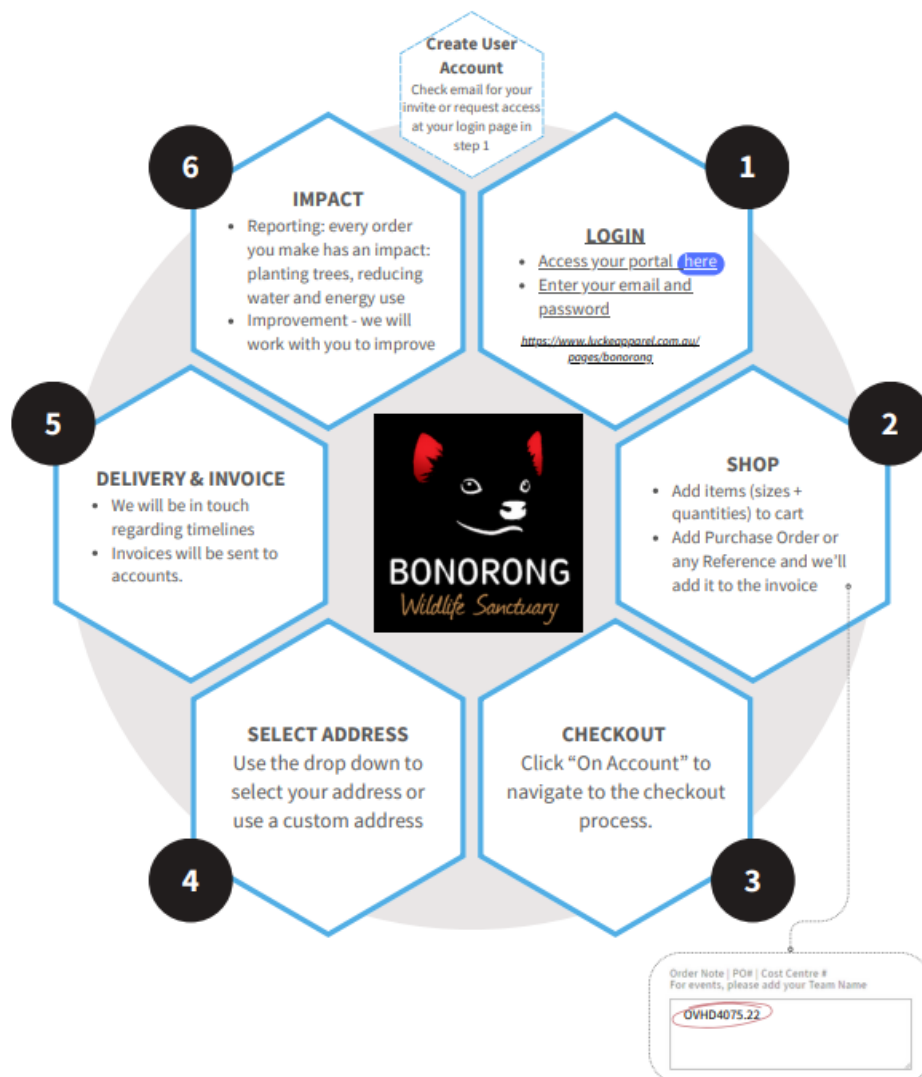 Create User
Account
Check email for your
invite or request access
at your login page in
step 1
1
LOGIN
• Access your portal here
• Enter your email and
password
https://www.luckeapparel.com.au/
pages/bonorong
2
SHOP
• Add items (sizes +
quantities) to cart
• Add Purchase Order or
any Reference and we'll
add it to the invoice
3
CHECKOUT
Click "On Account" to
navigate to the checkout
process.
4
SELECT ADDRESS
Use the drop down to
select your address or
use a custom address
5
DELIVERY & INVOICE
• We will be in touch
regarding timelines
• Invoices will be sent to
accounts.
6
IMPACT
• Reporting: every order
you make has an impact:
planting trees, reducing
water and energy use
• Improvement - we will
work with you to improve
BONORONG
Wildlife Sanctuary
Order Note | PO# | Cost Centre #
For events, please add your Team Name
OVHD4075.22